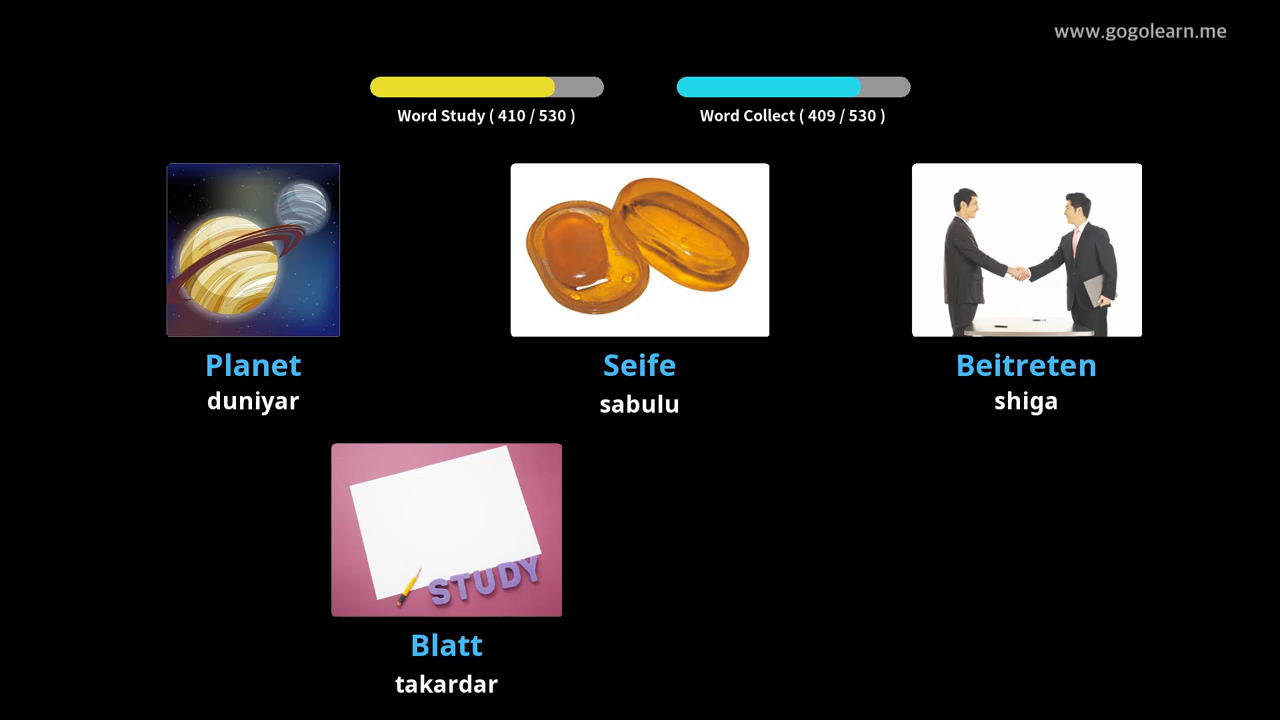 www.gogolearn.me
Word Study ( 410 / 530 )
Word Collect ( 409 / 530 )
Planet
duniyar
Seife
sabulu
Beitreten
shiga
STUDY
Blatt
takardar